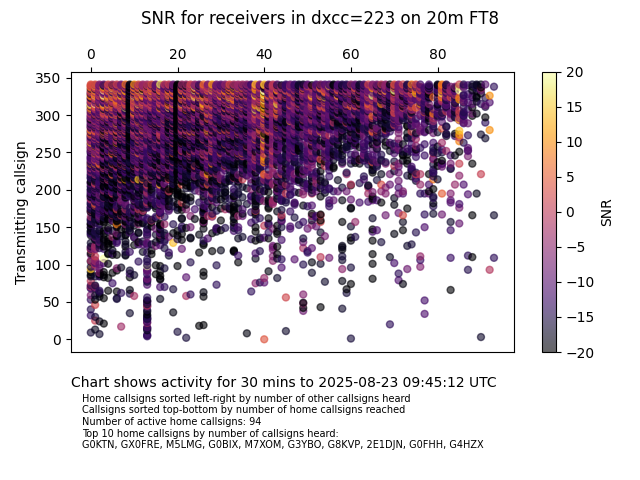 SNR for receivers in dxcc=223 on 20m FT8
0 20 40 60 80
350
300
250
200
150
100
50
0
Transmitting callsign
20
15
10
5
0
−5
−10
−15
−20
SNR
Chart shows activity for 30 mins to 2025-08-23 09:45:12 UTC
Home callsigns sorted left-right by number of other callsigns heard
Callsigns sorted top-bottom by number of home callsigns reached
Number of active home callsigns: 94
Top 10 home callsigns by number of callsigns heard:
G0KTN, GX0FRE, M5LMG, G0BIX, M7XOM, G3YBO, G8KVP, 2E1DJN, G0FHH, G4HZX